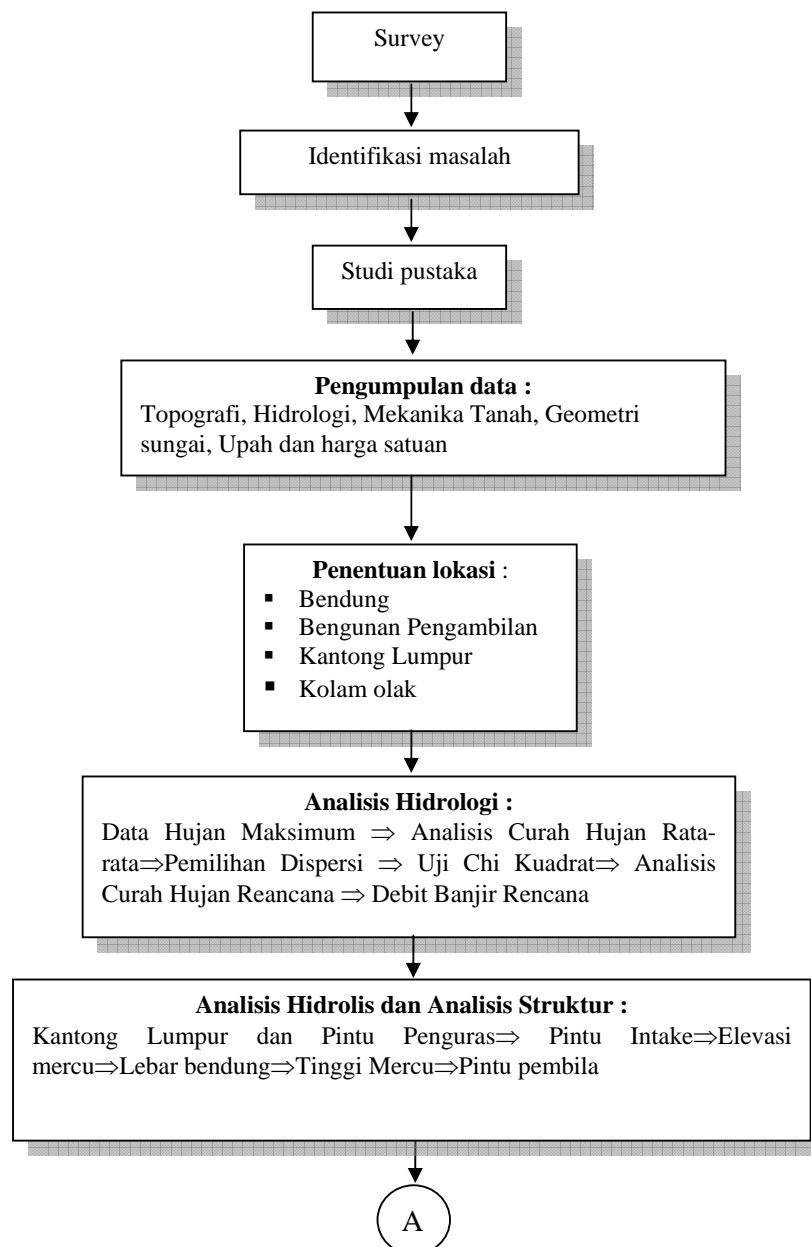 Survey
Identifikasi masalah
Studi pustaka
Pengumpulan data :
Topografi, Hidrologi, Mekanika Tanah, Geometri
sungai, Upah dan harga satuan
Penentuan lokasi :
▪ Bendung
▪ Bengunan Pengambilan
▪ Kantong Lumpur
▪ Kolam olak
Analisis Hidrologi :
Data Hujan Maksimum ⇒ Analisis Curah Hujan Rata-
rata⇒Pemilihan Dispersi ⇒ Uji Chi Kuadrat⇒ Analisis
Curah Hujan Reancana ⇒ Debit Banjir Rencana
Analisis Hidrolis dan Analisis Struktur :
Kantong Lumpur dan Pintu Penguras⇒ Pintu Intake⇒Elevasi
mercu⇒Lebar bendung⇒Tinggi Mercu⇒Pintu pembila
A